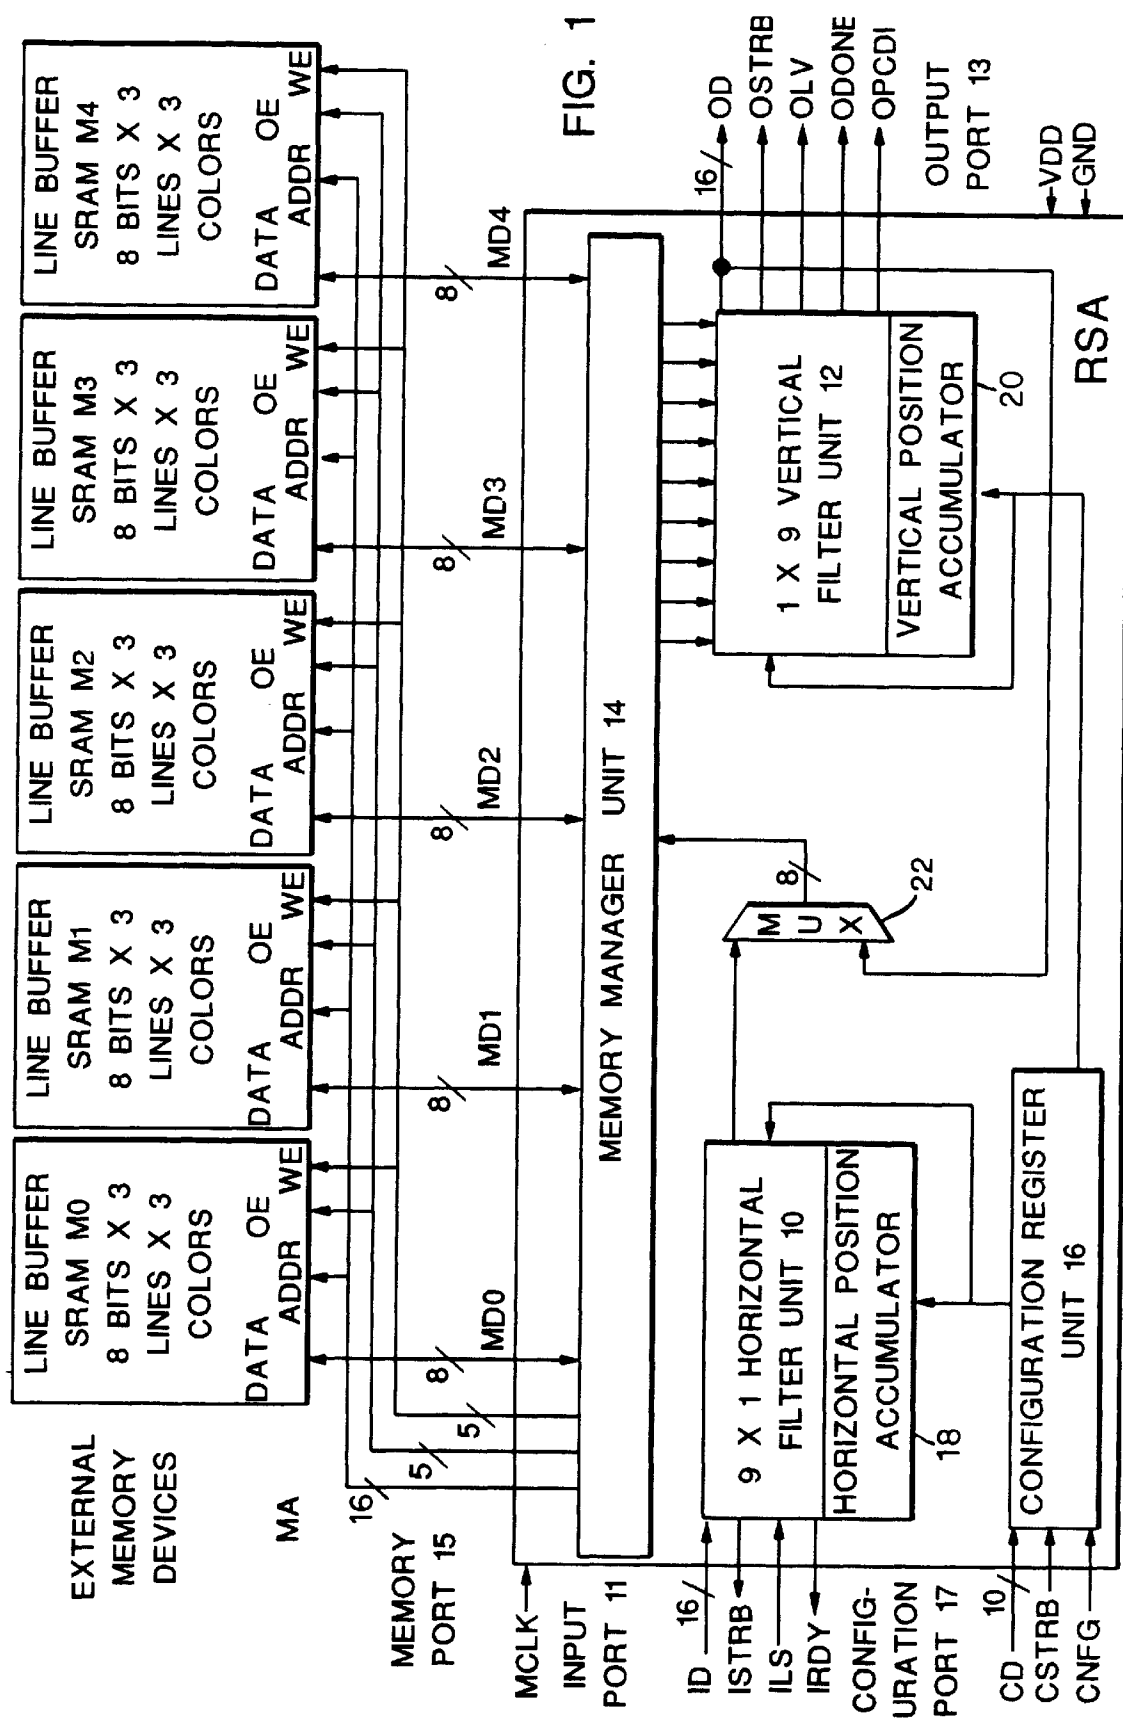 FIG. 1
EXTERNAL
MEMORY
DEVICES
LINE BUFFER
SRAM M0
8 BITS X 3
LINES X 3
COLORS
DATA
ADDR
OE
WE
LINE BUFFER
SRAM M1
8 BITS X 3
LINES X 3
COLORS
DATA
ADDR
OE
WE
LINE BUFFER
SRAM M2
8 BITS X 3
LINES X 3
COLORS
DATA
ADDR
OE
WE
LINE BUFFER
SRAM M3
8 BITS X 3
LINES X 3
COLORS
DATA
ADDR
OE
WE
LINE BUFFER
SRAM M4
8 BITS X 3
LINES X 3
COLORS
DATA
ADDR
OE
WE
MA
16
5
5
MEMORY
PORT 15
8
MD0
8
MD1
8
MD2
8
MD3
8
MD4
MCLK
INPUT
PORT 11
MEMORY MANAGER UNIT 14
16
ID
ISTRB
ILS
IRDY
9 X 1 HORIZONTAL
FILTER UNIT 10
HORIZONTAL POSITION
ACCUMULATOR
18
MUX
8
22
1 X 9 VERTICAL
FILTER UNIT 12
VERTICAL POSITION
ACCUMULATOR
20
16
OD
OSTRB
OLV
ODONE
OPCDI
OUTPUT
PORT 13
VDD
GND
CONFIG-
URATION
PORT 17
10
CD
CSTRB
CNFG
CONFIGURATION REGISTER
UNIT 16
RSA